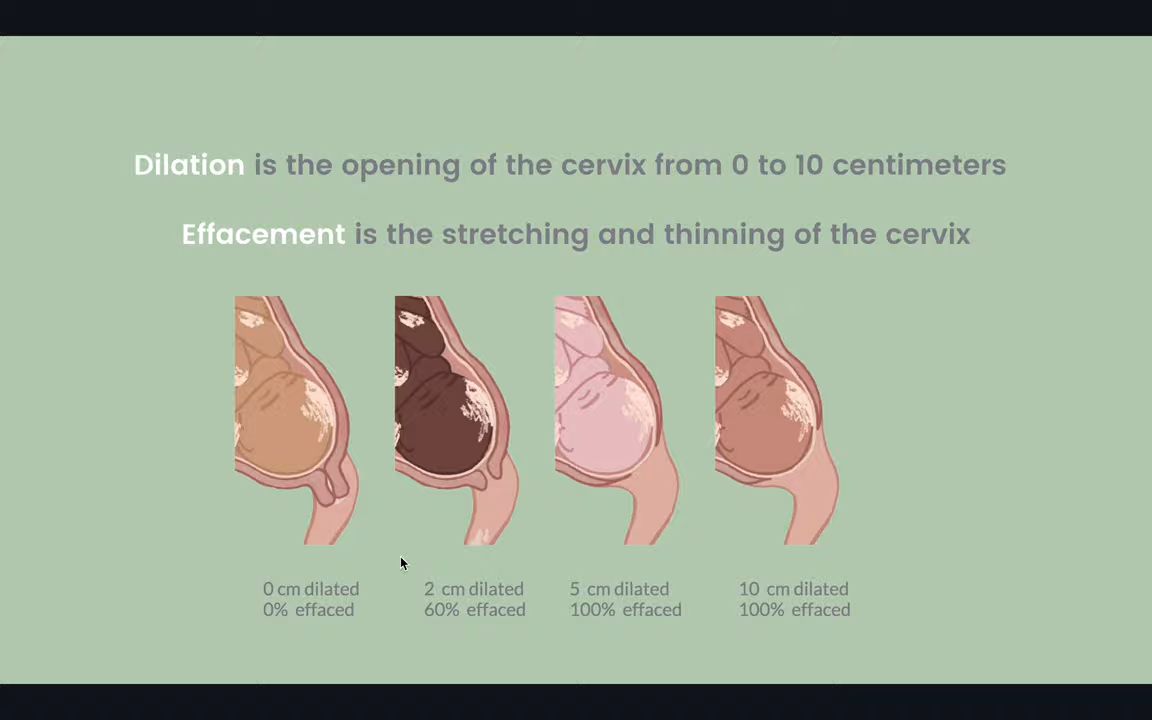 Dilation is the opening of the cervix from 0 to 10 centimeters
Effacement is the stretching and thinning of the cervix
0 cm dilated
0% effaced
2 cm dilated
60% effaced
5 cm dilated
100% effaced
10 cm dilated
100% effaced